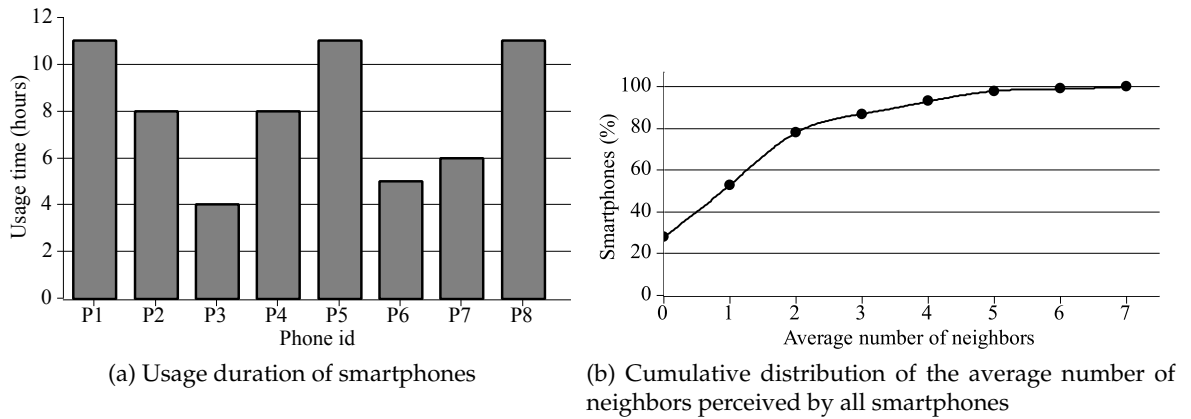 12
10
8
6
4
2
0
Usage time (hours)
P1 P2 P3 P4 P5 P6 P7 P8
Phone id
(a) Usage duration of smartphones
100
80
60
40
20
0
Smartphones (%)
0 1 2 3 4 5 6 7
Average number of neighbors
(b) Cumulative distribution of the average number of
neighbors perceived by all smartphones